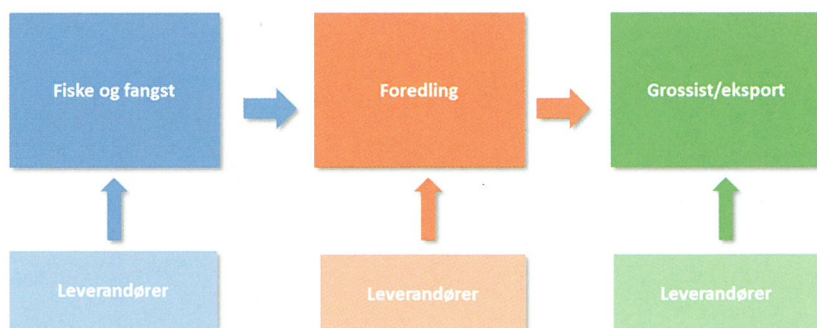 Fiske og fangst
Foredling
Grossist/eksport
Leverandører
Leverandører
Leverandører